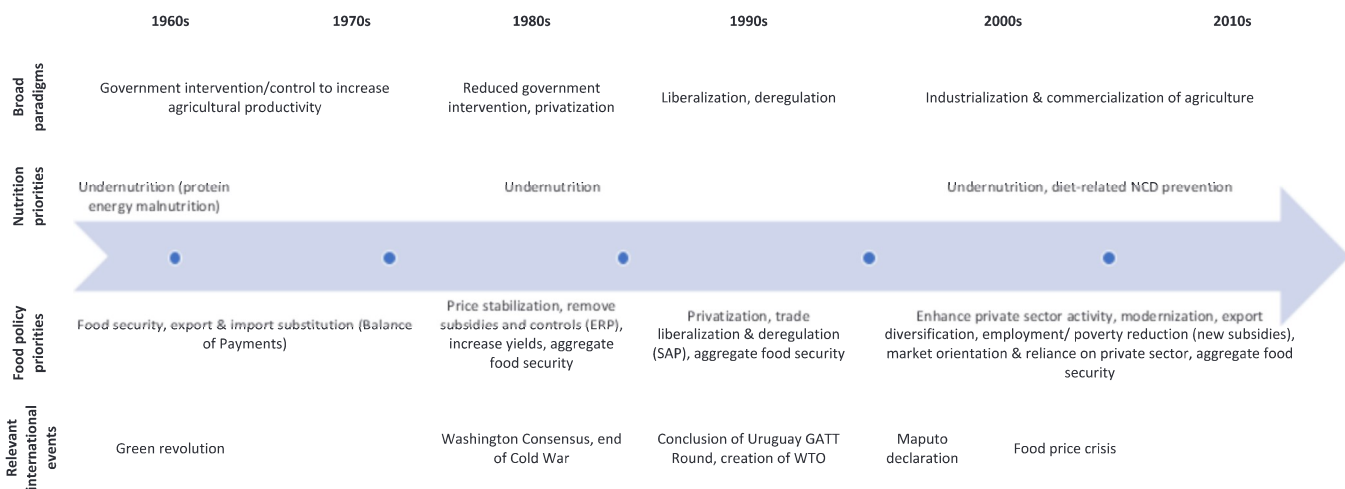 1960s 1970s 1980s 1990s 2000s 2010s
Broad
paradigms
Government intervention/control to increase
agricultural productivity
Reduced government
intervention, privatization
Liberalization, deregulation
Industrialization & commercialization of agriculture
Nutrition
priorities
Undernutrition (protein
energy malnutrition)
Undernutrition
Undernutrition, diet-related NCD prevention
Food policy
priorities
Food security, export & import substitution (Balance
of Payments)
Price stabilization, remove
subsidies and controls (ERP),
increase yields, aggregate
food security
Privatization, trade
liberalization & deregulation
(SAP), aggregate food security
Enhance private sector activity, modernization, export
diversification, employment/ poverty reduction (new subsidies),
market orientation & reliance on private sector, aggregate food
security
Relevant
international
events
Green revolution
Washington Consensus, end
of Cold War
Conclusion of Uruguay GATT
Round, creation of WTO
Maputo
declaration
Food price crisis